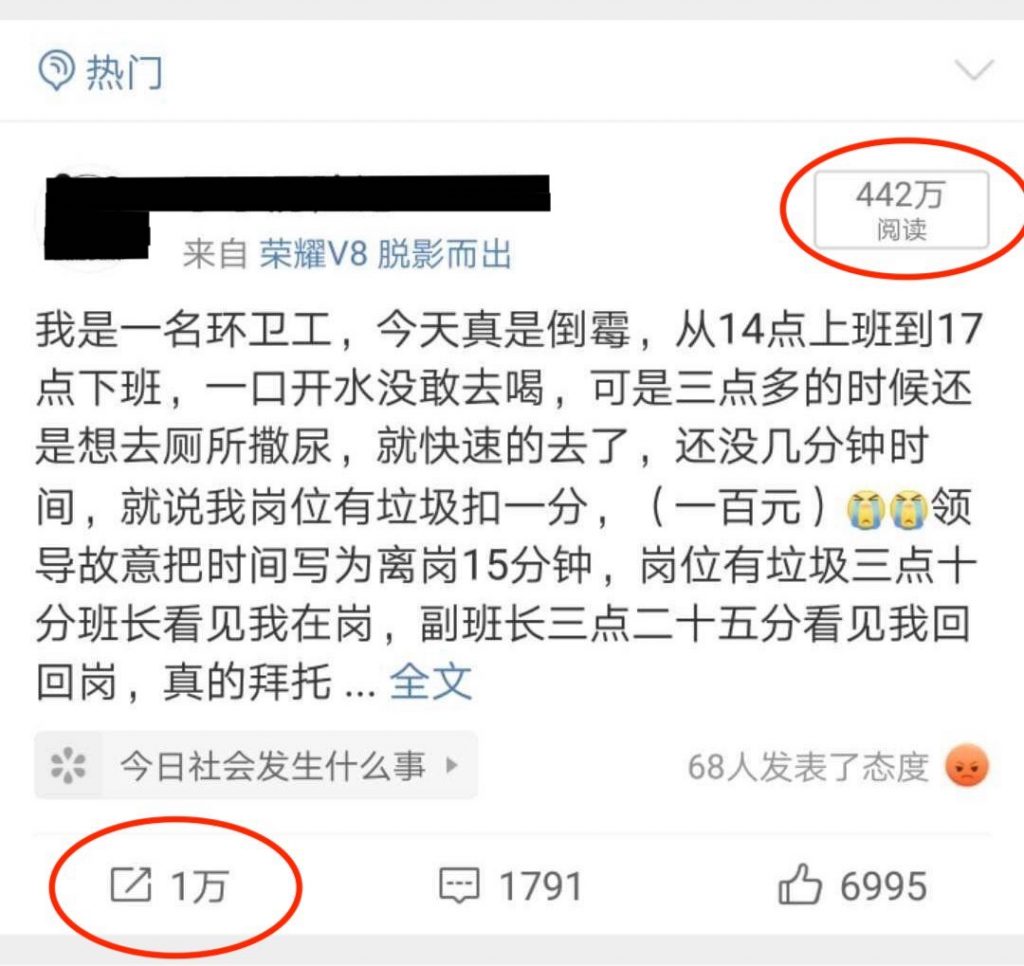 热门
442万
阅读
来自 荣耀V8 脱影而出
我是一名环卫工，今天真是倒霉，从14点上班到17
点下班，一口开水没敢去喝，可是三点多的时候还
是想去厕所撒尿，就快速的去了，还没几分钟时
间，就说我岗位有垃圾扣一分，（一百元）😭😭领
导故意把时间写为离岗15分钟，岗位有垃圾三点十
分班长看见我在岗，副班长三点二十五分看见我回
回岗，真的拜托 ... 全文
今日社会发生什么事
68人发表了态度
1万
1791
6995